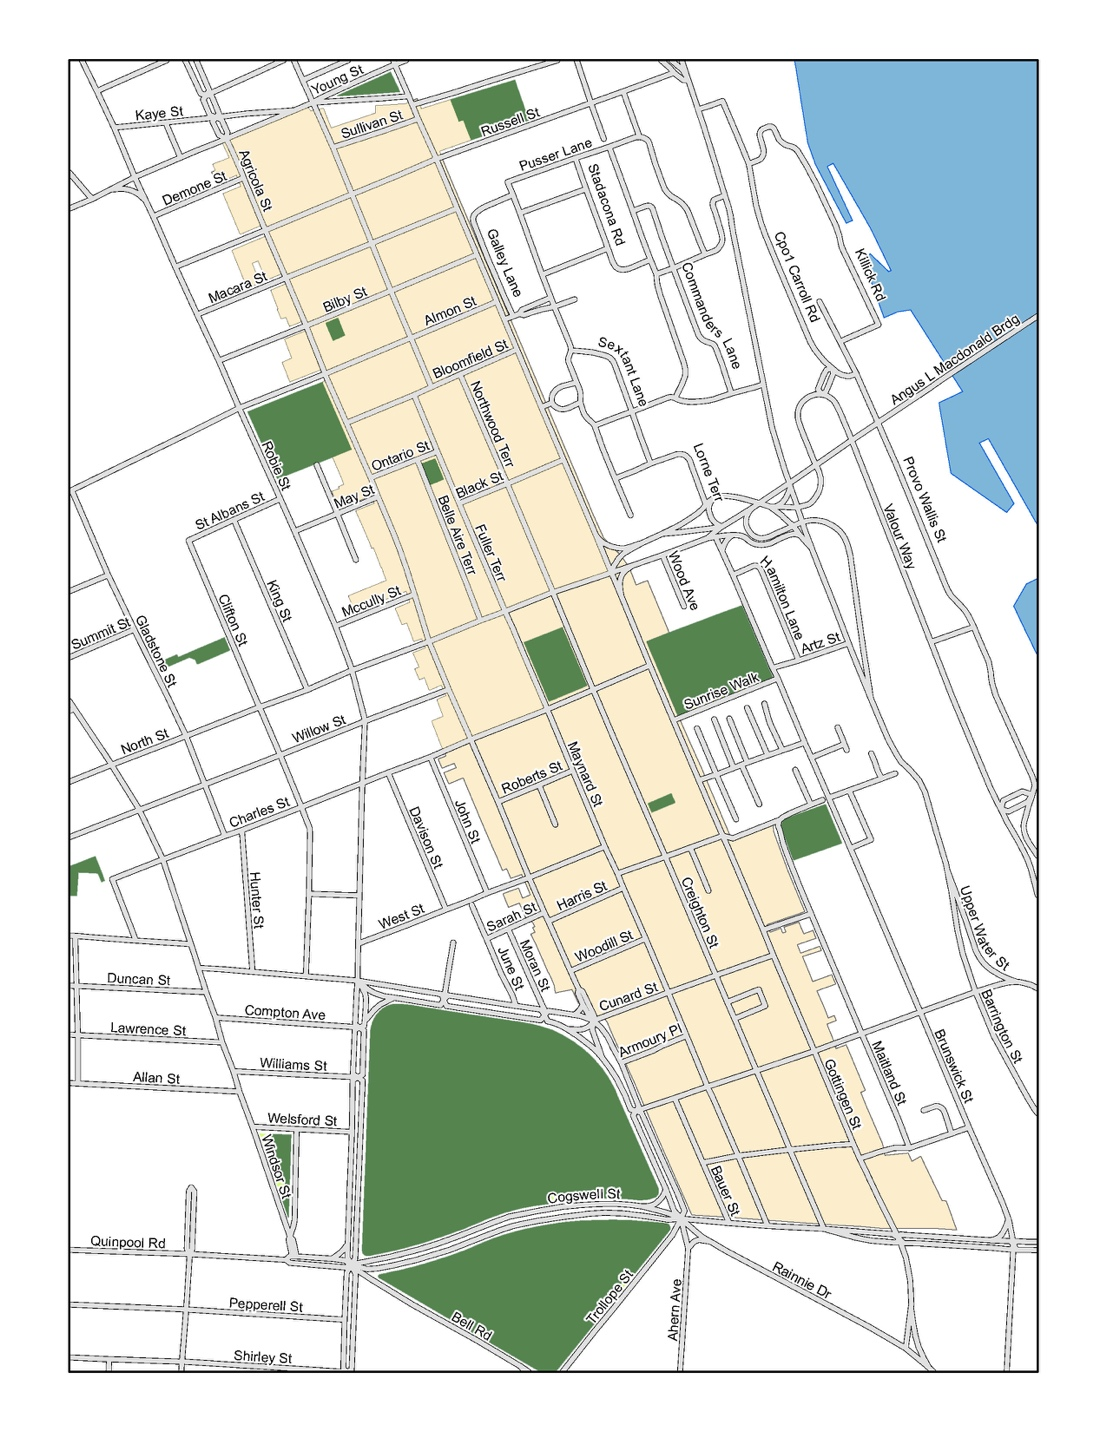 Young St
Kaye St
Sullivan St
Russell St
Pusser Lane
Agricola St
Demone St
Stadacona Rd
Galley Lane
Cpo1 Carroll Rd
Killick Rd
Macara St
Bilby St
Almon St
Commanders Lane
Angus L Macdonald Brdg
Bloomfield St
Sextant Lane
Northwood Terr
Robie St
Ontario St
Lorne Terr
Provo Wallis St
May St
Black St
St Albans St
Belle Aire Terr
Fuller Terr
Valour Way
Wood Ave
Hamilton Lane
King St
Clifton St
Mccully St
Summit St
Gladstone St
Artz St
Sunrise Walk
North St
Willow St
Roberts St
Maynard St
Charles St
Davison St
John St
Hunter St
West St
Sarah St
Harris St
Creighton St
Upper Water St
June St
Moran St
Woodill St
Duncan St
Cunard St
Compton Ave
Barrington St
Lawrence St
Armoury Pl
Maitland St
Brunswick St
Williams St
Allan St
Gottingen St
Welsford St
Windsor St
Bauer St
Cogswell St
Quinpool Rd
Rainnie Dr
Trollope St
Ahern Ave
Pepperell St
Bell Rd
Shirley St